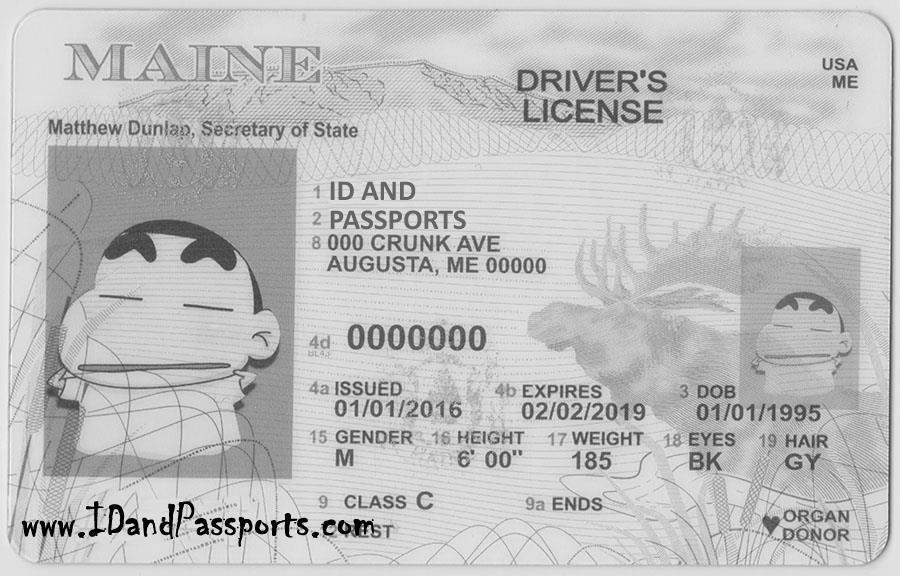 MAINE
USA
ME
DRIVER'S
LICENSE
Matthew Dunlap, Secretary of State
1 ID AND
2 PASSPORTS
8 000 CRUNK AVE
AUGUSTA, ME 00000
4d 0000000
4a ISSUED 4b EXPIRES 3 DOB
01/01/2016 02/02/2019 01/01/1995
15 GENDER 16 HEIGHT 17 WEIGHT 18 EYES 19 HAIR
M 6' 00" 185 BK GY
9 CLASS C 9a ENDS
www.IDandPassports.com
ORGAN
DONOR